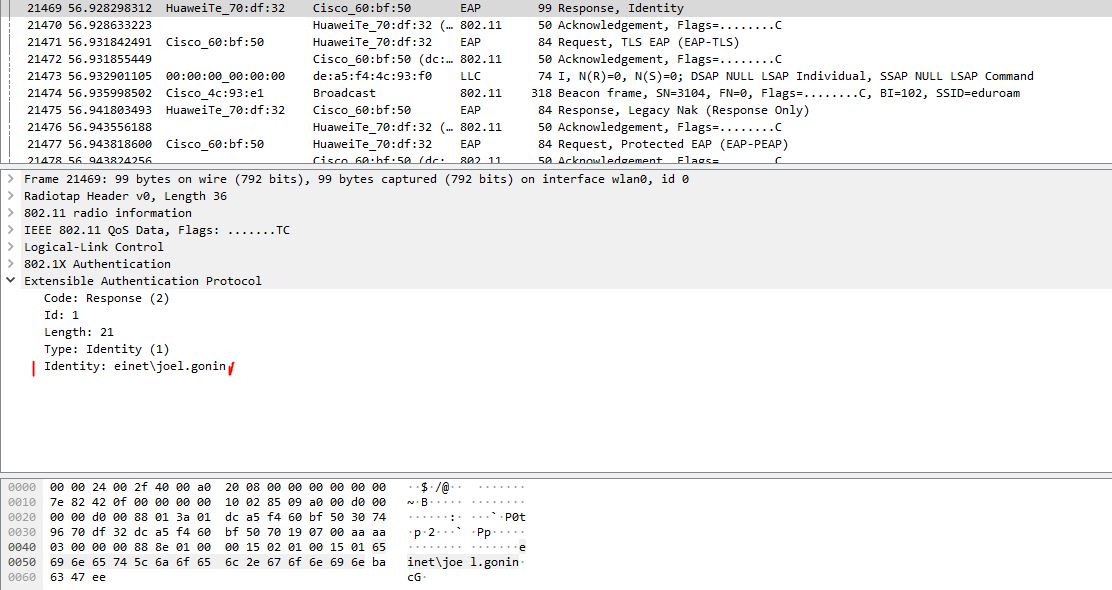 21469 56.928298312 HuaweiTe_70:df:32 Cisco_60:bf:50 EAP 99 Response, Identity
21470 56.928633223 HuaweiTe_70:df:32 (… 802.11 50 Acknowledgement, Flags=........C
21471 56.931842491 Cisco_60:bf:50 HuaweiTe_70:df:32 EAP 84 Request, TLS EAP (EAP-TLS)
21472 56.931855449 Cisco_60:bf:50 (dc:… 802.11 50 Acknowledgement, Flags=........C
21473 56.932901105 00:00:00_00:00:00 de:a5:f4:4c:93:f0 LLC 74 I, N(R)=0, N(S)=0; DSAP NULL LSAP Individual, SSAP NULL LSAP Command
21474 56.935998502 Cisco_4c:93:e1 Broadcast 802.11 318 Beacon frame, SN=3104, FN=0, Flags=........C, BI=102, SSID=eduroam
21475 56.941803493 HuaweiTe_70:df:32 Cisco_60:bf:50 EAP 84 Response, Legacy Nak (Response Only)
21476 56.943556188 HuaweiTe_70:df:32 (… 802.11 50 Acknowledgement, Flags=........C
21477 56.943818600 Cisco_60:bf:50 HuaweiTe_70:df:32 EAP 84 Request, Protected EAP (EAP-PEAP)
21478 56.943824256 Cisco_60:bf:50 (dc:… 802.11 50 Acknowledgement, Flags=........C
Frame 21469: 99 bytes on wire (792 bits), 99 bytes captured (792 bits) on interface wlan0, id 0
Radiotap Header v0, Length 36
802.11 radio information
IEEE 802.11 QoS Data, Flags: .......TC
Logical-Link Control
802.1X Authentication
Extensible Authentication Protocol
Code: Response (2)
Id: 1
Length: 21
Type: Identity (1)
Identity: einet\joel.gonin
0000 00 00 24 00 2f 40 00 a0 20 08 00 00 00 00 00 00 ··$·/@·· ·······
0010 7e 82 42 0f 00 00 00 00 10 02 85 09 a0 00 d0 00 ~·B····· ········
0020 00 00 d0 00 88 01 3a 01 dc a5 f4 60 bf 50 30 74 ······:· ···`·P0t
0030 96 70 df 32 dc a5 f4 60 bf 50 70 19 07 00 aa aa ·p·2···` ·Pp·····
0040 03 00 00 00 88 8e 01 00 00 15 02 01 00 15 01 65 ········ ·······e
0050 69 6e 65 74 5c 6a 6f 65 6c 2e 67 6f 6e 69 6e ba inet\joe l.gonin·
0060 63 47 ee cG·